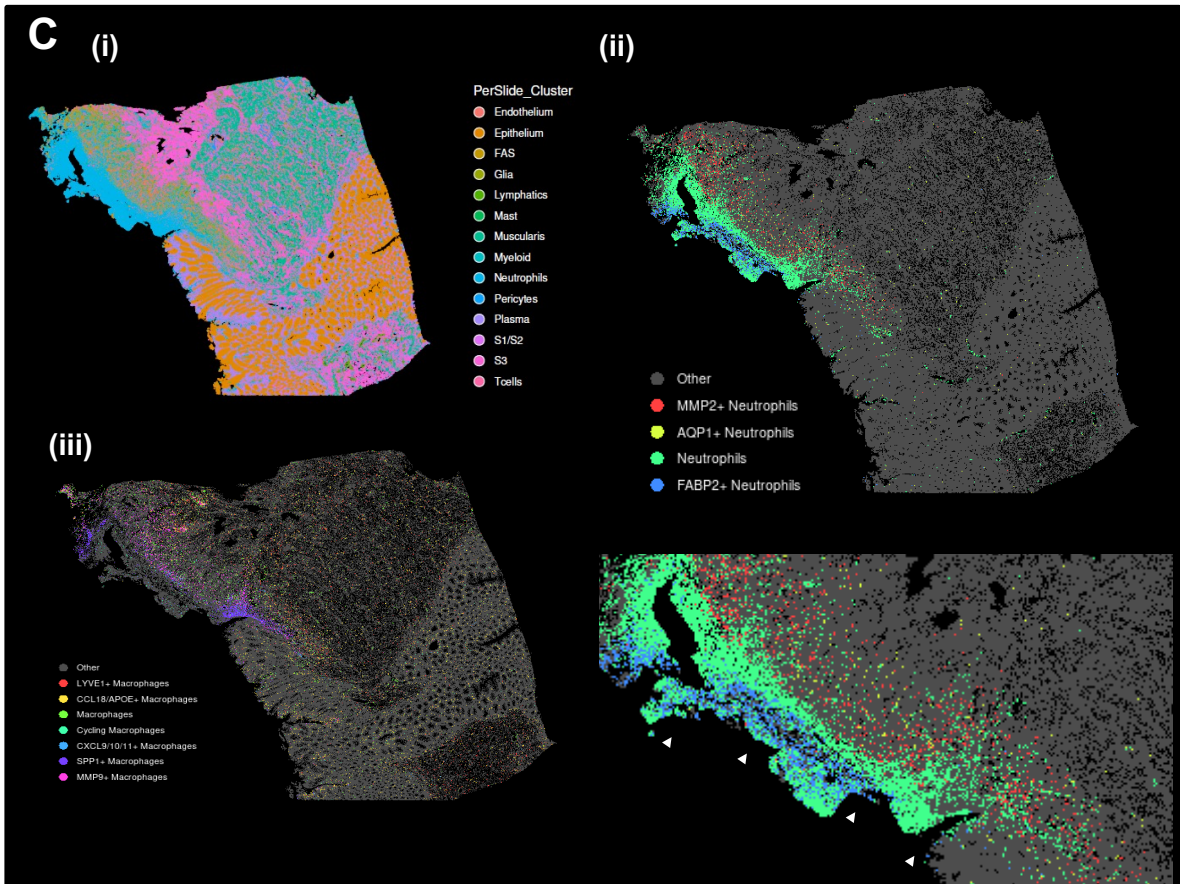 C
(i)
(ii)
PerSlide_Cluster
Endothelium
Epithelium
FAS
Glia
Lymphatics
Mast
Muscularis
Myeloid
Neutrophils
Pericytes
Plasma
S1/S2
S3
Tcells
Other
MMP2+ Neutrophils
AQP1+ Neutrophils
Neutrophils
FABP2+ Neutrophils
(iii)
Other
LYVE1+ Macrophages
CCL18/APOE+ Macrophages
Macrophages
Cycling Macrophages
CXCL9/10/11+ Macrophages
SPP1+ Macrophages
MMP9+ Macrophages